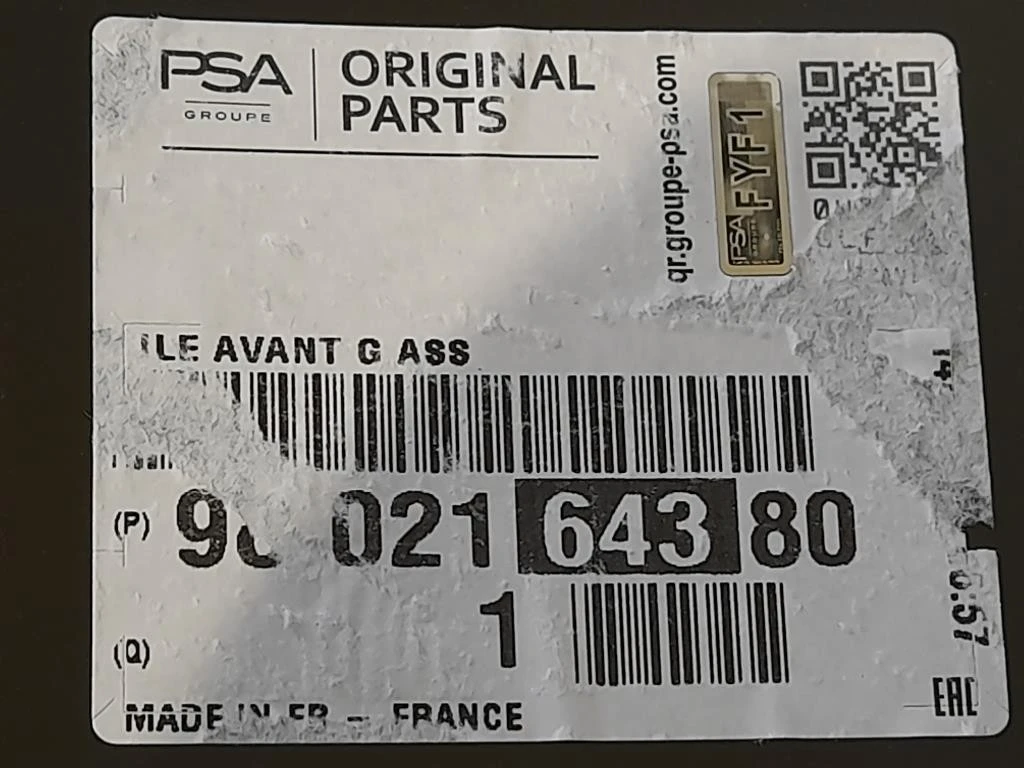 PSA
GROUPE
ORIGINAL
PARTS
qr.groupe-psa.com
PSA
GROUPE
FYF1
AVANT G ASS
(P)
021 643 80
(Q)
1
MADE IN FR - FRANCE
EAC